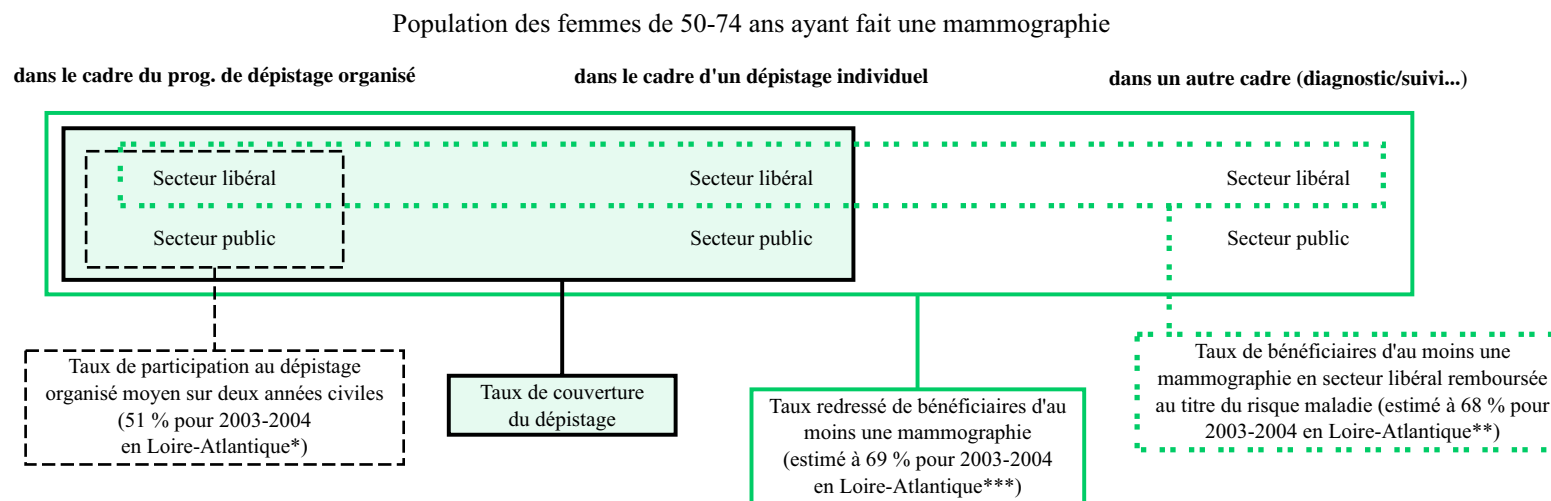 Population des femmes de 50-74 ans ayant fait une mammographie
dans le cadre du prog. de dépistage organisé
dans le cadre d'un dépistage individuel
dans un autre cadre (diagnostic/suivi...)
Secteur libéral
Secteur libéral
Secteur libéral
Secteur public
Secteur public
Secteur public
Taux de participation au dépistage
organisé moyen sur deux années civiles
(51 % pour 2003-2004
en Loire-Atlantique*)
Taux de couverture
du dépistage
Taux redressé de bénéficiaires d'au
moins une mammographie
(estimé à 69 % pour 2003-2004
en Loire-Atlantique***)
Taux de bénéficiaires d'au moins une
mammographie en secteur libéral remboursée
au titre du risque maladie (estimé à 68 % pour
2003-2004 en Loire-Atlantique**)